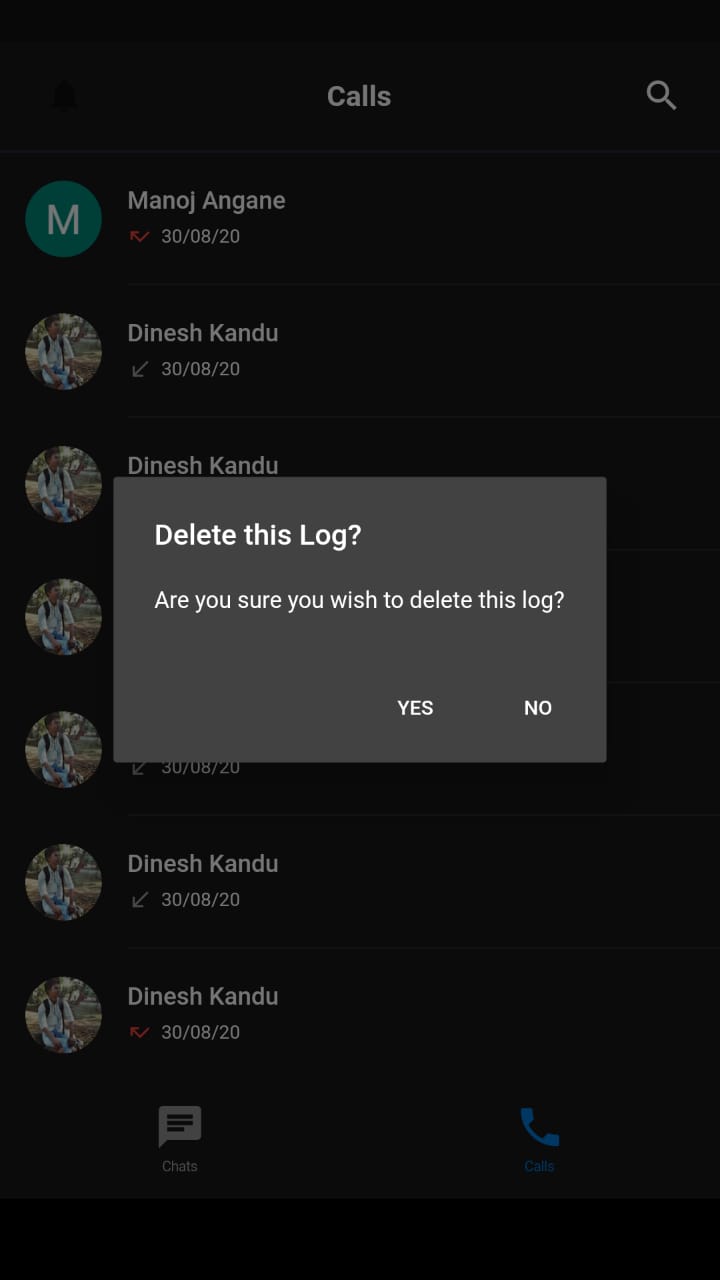 Calls
M
Manoj Angane
30/08/20
Dinesh Kandu
30/08/20
Dinesh Kandu
Delete this Log?
Are you sure you wish to delete this log?
YES
NO
30/08/20
Dinesh Kandu
30/08/20
Dinesh Kandu
30/08/20
Chats
Calls